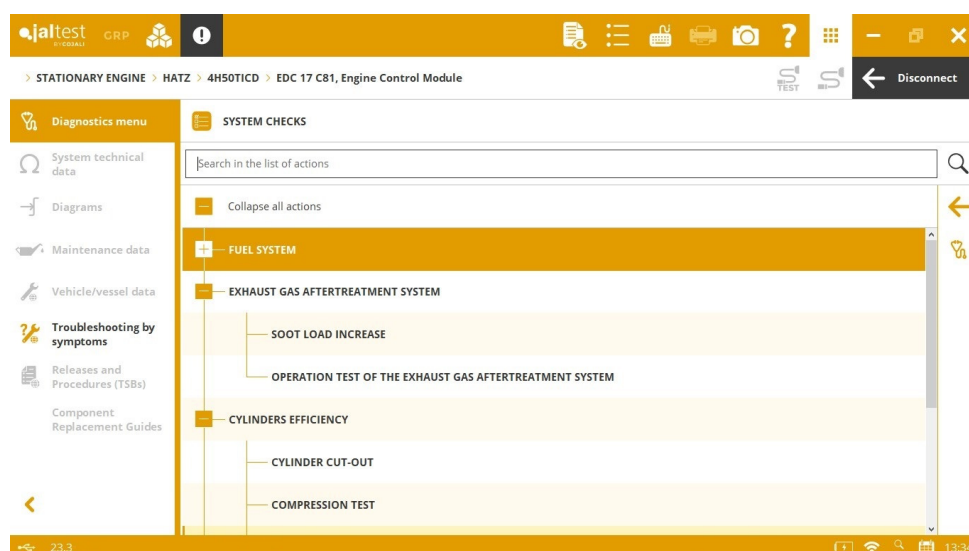 jaltest GRP
BY COJALI
?
> STATIONARY ENGINE > HATZ > 4H50TICD > EDC 17 C81, Engine Control Module
TEST
Disconnect
Diagnostics menu
SYSTEM CHECKS
System technical
data
Search in the list of actions
Diagrams
Collapse all actions
Maintenance data
FUEL SYSTEM
Vehicle/vessel data
EXHAUST GAS AFTERTREATMENT SYSTEM
Troubleshooting by
symptoms
SOOT LOAD INCREASE
Releases and
Procedures (TSBs)
OPERATION TEST OF THE EXHAUST GAS AFTERTREATMENT SYSTEM
Component
Replacement Guides
CYLINDERS EFFICIENCY
CYLINDER CUT-OUT
COMPRESSION TEST
23.3